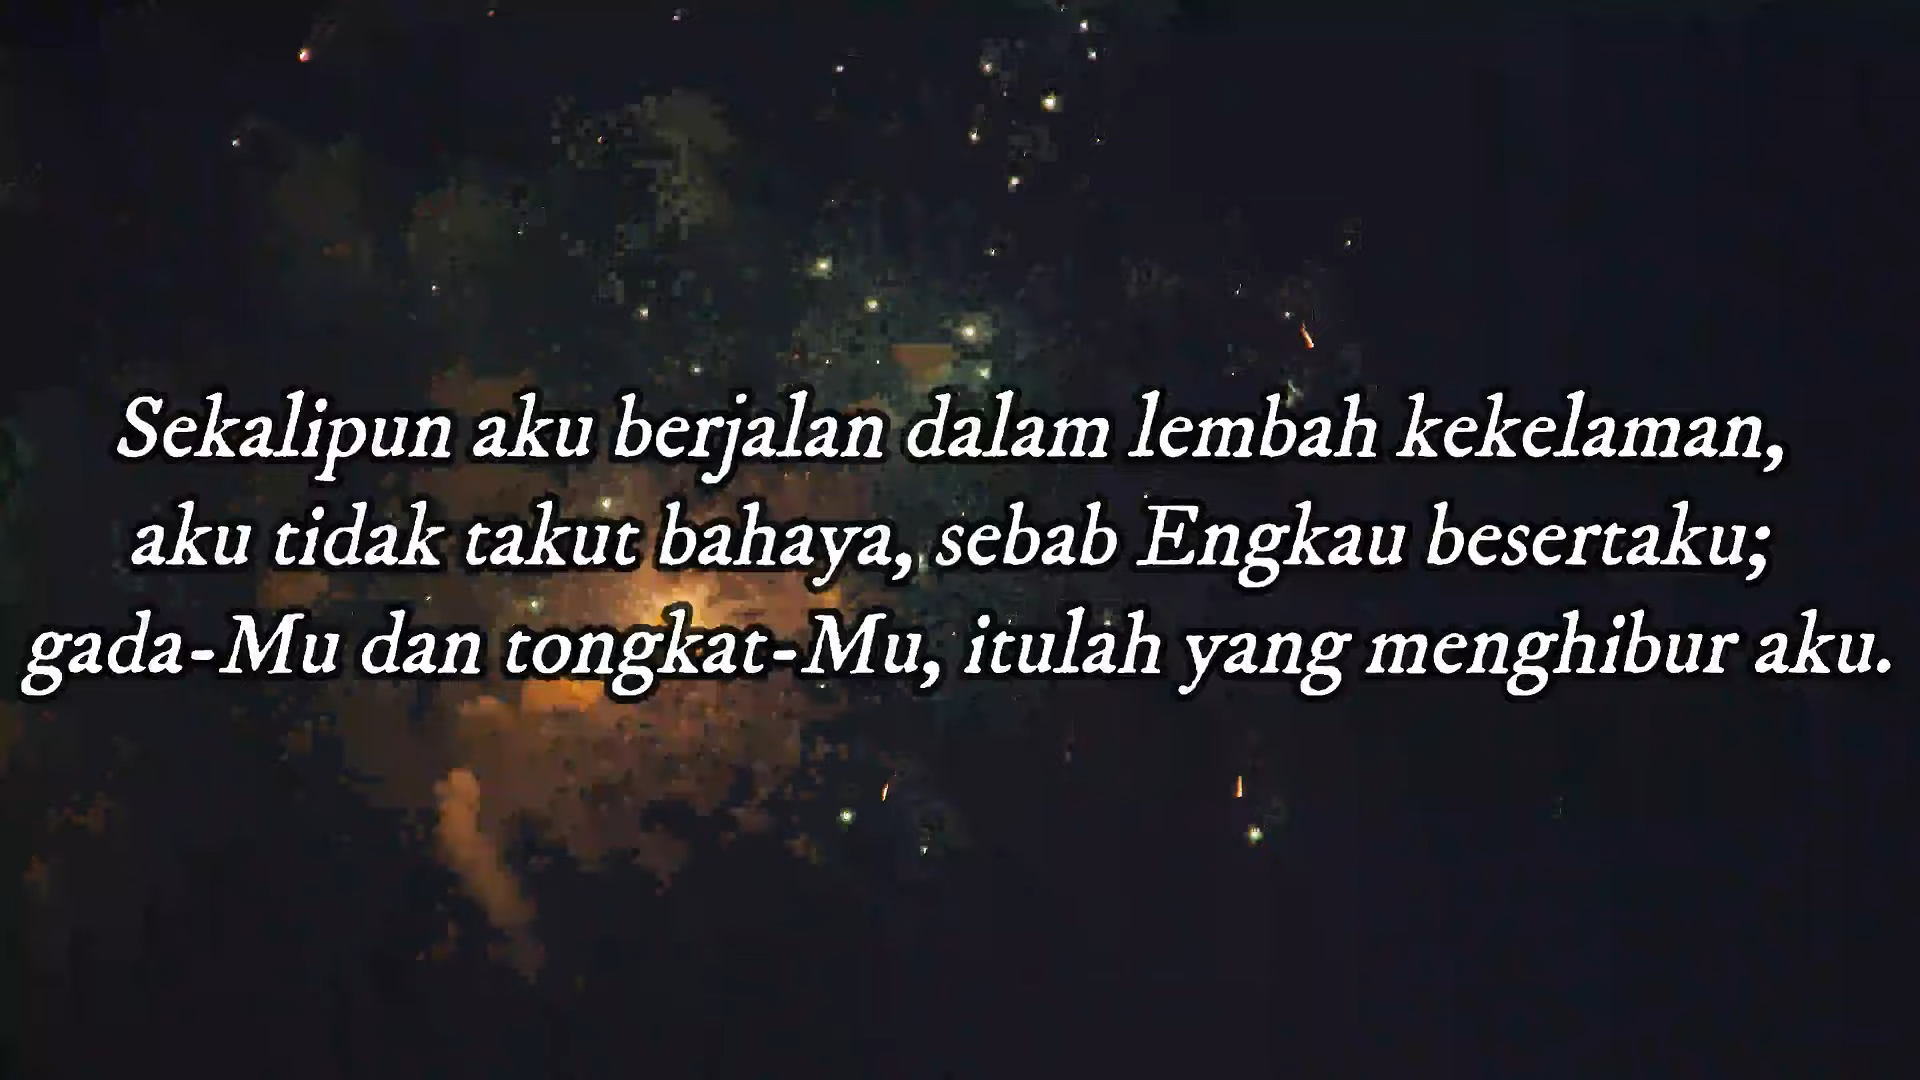 Sekalipun aku berjalan dalam lembah kekelaman,
aku tidak takut bahaya, sebab Engkau besertaku;
gada-Mu dan tongkat-Mu, itulah yang menghibur aku.